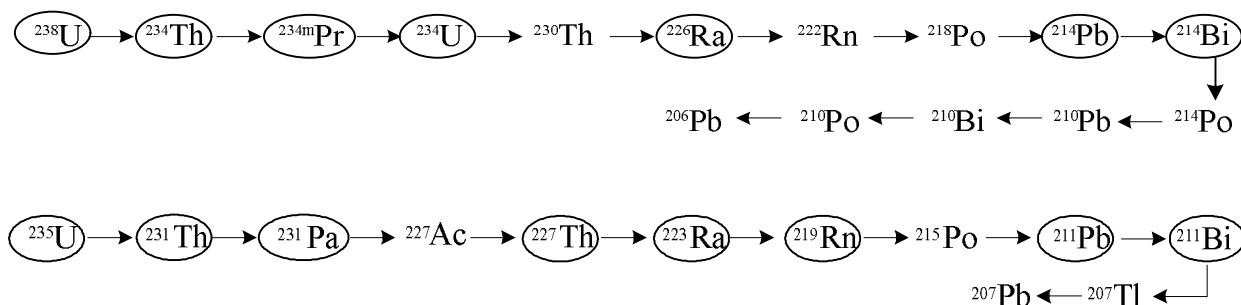 ²³⁸U ²³⁴Th ²³⁴ᵐPr ²³⁴U ²³⁰Th ²²⁶Ra ²²²Rn ²¹⁸Po ²¹⁴Pb ²¹⁴Bi
²⁰⁶Pb ²¹⁰Po ²¹⁰Bi ²¹⁰Pb ²¹⁴Po
²³⁵U ²³¹Th ²³¹Pa ²²⁷Ac ²²⁷Th ²²³Ra ²¹⁹Rn ²¹⁵Po ²¹¹Pb ²¹¹Bi
²⁰⁷Pb ²⁰⁷Tl